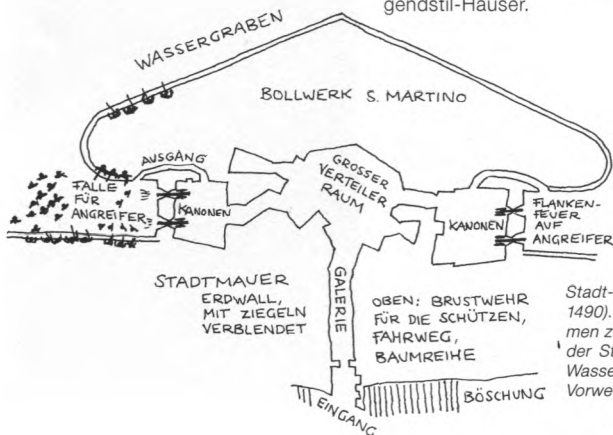 gendstil-Häuser.
WASSERGRABEN
BOLLWERK S. MARTINO
AUSGANG
GROSSER
VERTEILER
RAUM
FALLE
FÜR
ANGREIFER
KANONEN
KANONEN
FLANKEN-
FEUER
AUF
ANGREIFER
STADTMAUER
ERDWALL,
MIT ZIEGELN
VERBLENDET
GALERIE
OBEN: BRUSTWEHR
FÜR DIE SCHÜTZEN,
FAHRWEG,
BAUMREIHE
Stadt-
1490).
men z
der St
Wasse
Vorwe
EINGANG
BÖSCHUNG